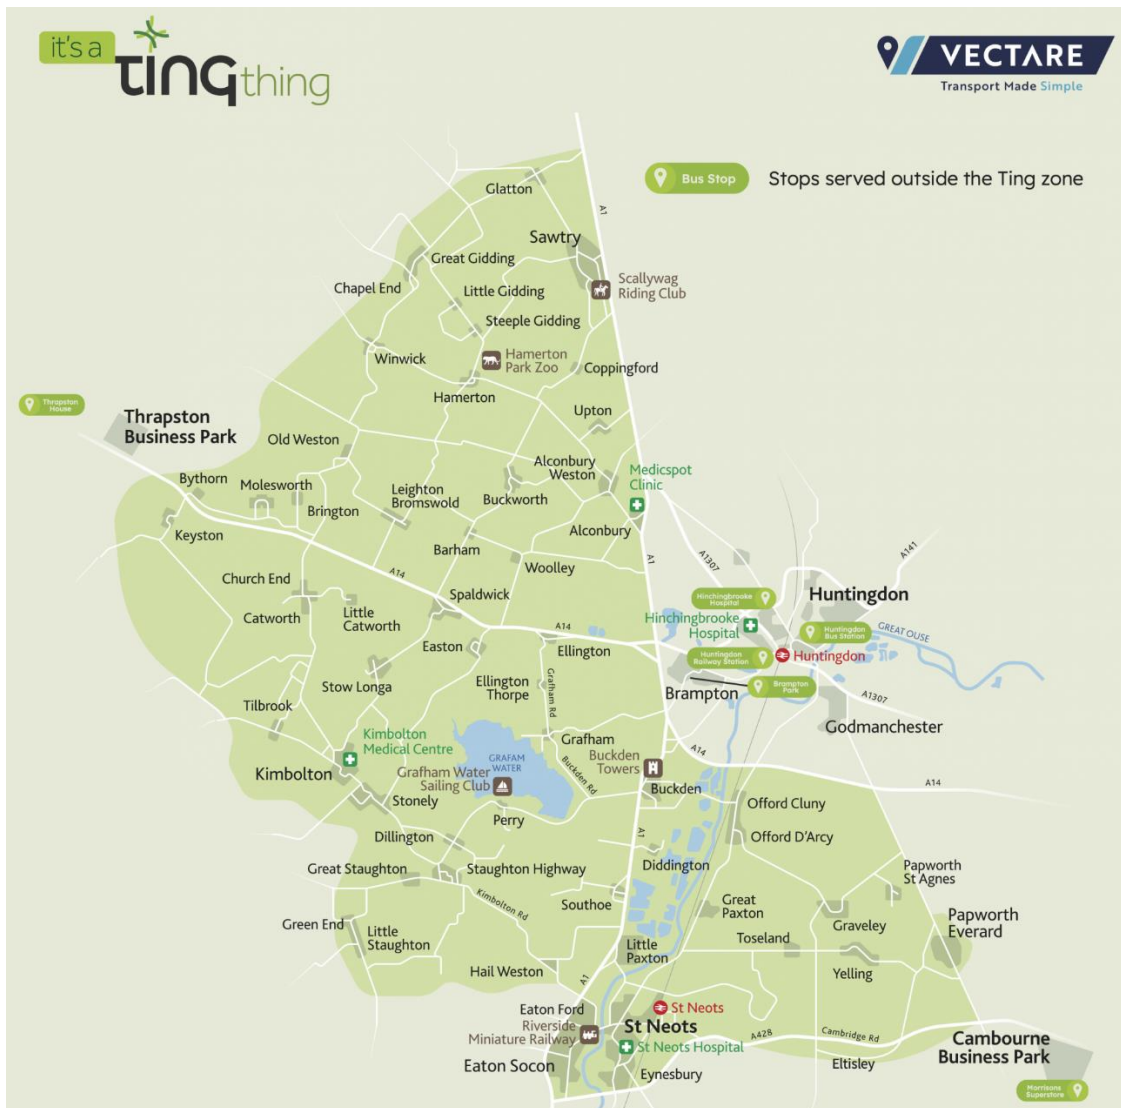 it's a
ting thing
VECTARE
Transport Made Simple
Bus Stop
Stops served outside the Ting zone
Glatton
A1
Sawtry
Great Gidding
Scallywag
Riding Club
Chapel End
Little Gidding
Steeple Gidding
Winwick
Hamerton
Park Zoo
Coppingford
Hamerton
Thrapston
House
Upton
Thrapston
Business Park
Old Weston
Alconbury
Weston
Medicspot
Clinic
Bythorn
Molesworth
Leighton
Bromswold
Buckworth
Brington
Keyston
Alconbury
Barham
A1307
A141
A1
Woolley
A14
Church End
Spaldwick
Hinchingbrooke
Hospital
Huntingdon
Catworth
Little
Catworth
Hinchingbrooke
Hospital
Huntingdon
Bus Station
GREAT OUSE
A14
Easton
Ellington
Huntingdon
Railway Station
Huntingdon
Ellington
Thorpe
Grafham Rd
Stow Longa
Brampton
Brampton
Park
A1307
Tilbrook
Godmanchester
Kimbolton
Medical Centre
Grafham
A14
GRAFAM
WATER
Buckden
Towers
Kimbolton
Grafham Water
Sailing Club
Buckden Rd
A14
Buckden
Stonely
Offord Cluny
Perry
A1
Dillington
Offord D'Arcy
Great Staughton
Staughton Highway
Diddington
Papworth
St Agnes
Kimbolton Rd
Southoe
Great
Paxton
Papworth
Everard
Green End
Little
Staughton
Graveley
Toseland
Little
Paxton
Hail Weston
Yelling
A1
Eaton Ford
St Neots
Riverside
Miniature Railway
St Neots
A428
Cambridge Rd
Cambourne
Business Park
St Neots Hospital
Eaton Socon
Eynesbury
Eltisley
Morrisons
Superstore